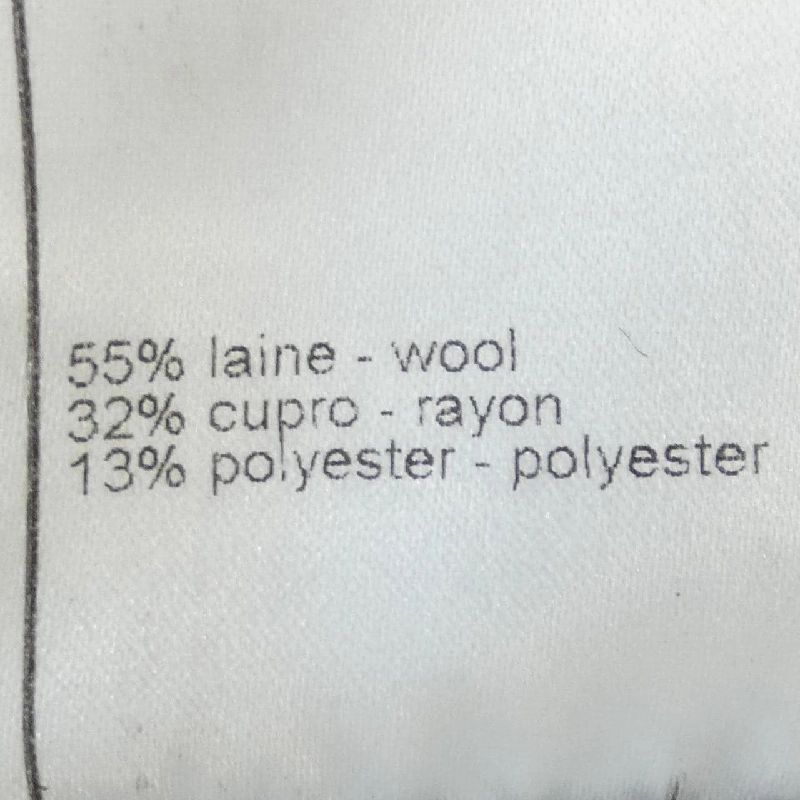 55% laine - wool
32% cupro - rayon
13% polyester - polyester